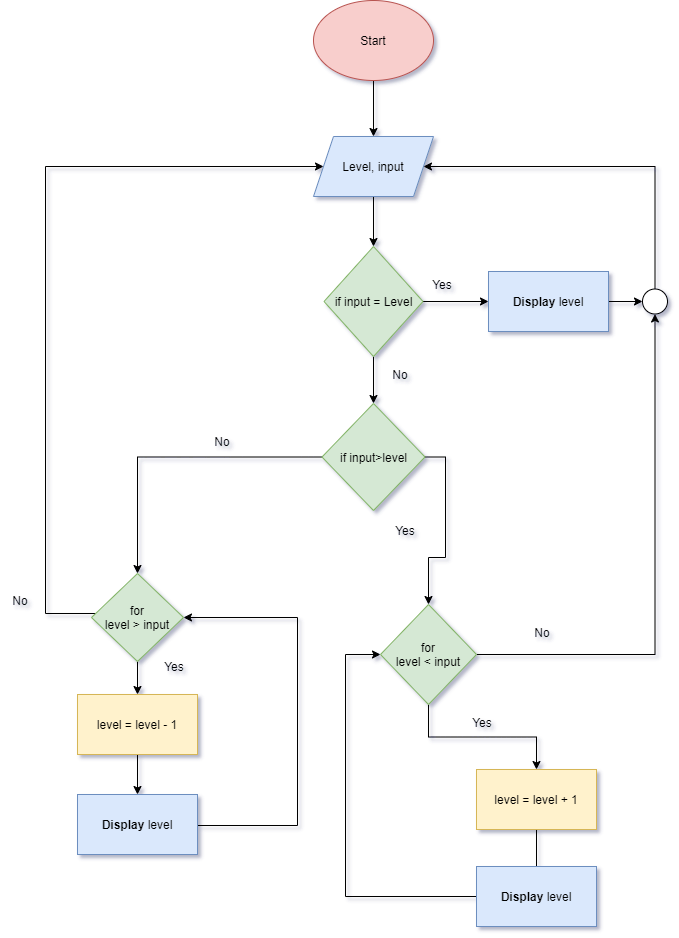 Start
Level, input
if input = Level
Yes
Display level
No
if input>level
No
Yes
for
level > input
No
Yes
level = level - 1
Display level
for
level < input
No
Yes
level = level + 1
Display level